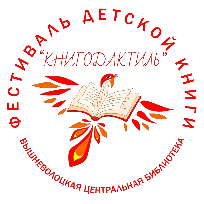 ФЕСТИВАЛЬ ДЕТСКОЙ КНИГИ
"КНИГОДАКТИЛЬ"
ВЫШНЕВОЛОЦКАЯ ЦЕНТРАЛЬНАЯ БИБЛИОТЕКА